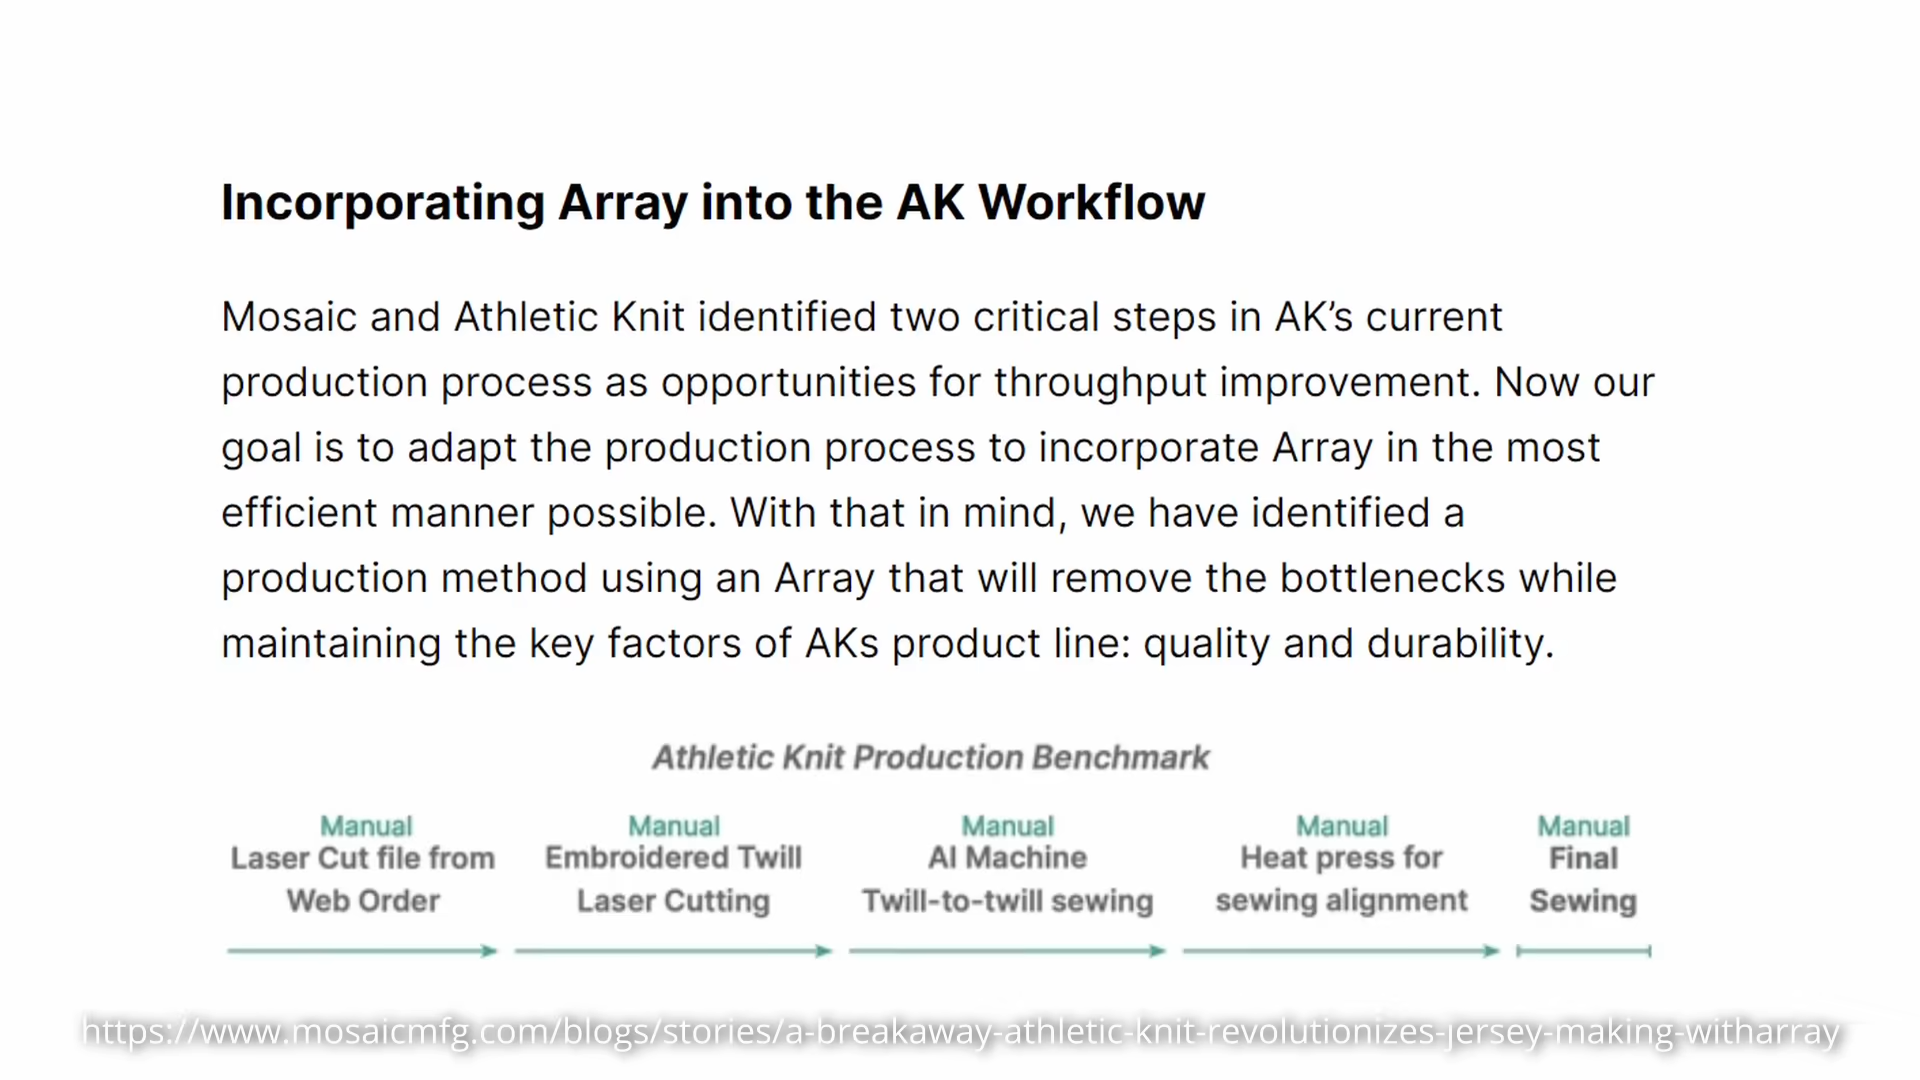 Incorporating Array into the AK Workflow
Mosaic and Athletic Knit identified two critical steps in AK’s current
production process as opportunities for throughput improvement. Now our
goal is to adapt the production process to incorporate Array in the most
efficient manner possible. With that in mind, we have identified a
production method using an Array that will remove the bottlenecks while
maintaining the key factors of AKs product line: quality and durability.
Athletic Knit Production Benchmark
Manual
Laser Cut file from
Web Order
Manual
Embroidered Twill
Laser Cutting
Manual
AI Machine
Twill-to-twill sewing
Manual
Heat press for
sewing alignment
Manual
Final
Sewing
https://www.mosaicmfg.com/blogs/stories/a-breakaway-athletic-knit-revolutionizes-jersey-making-witharray